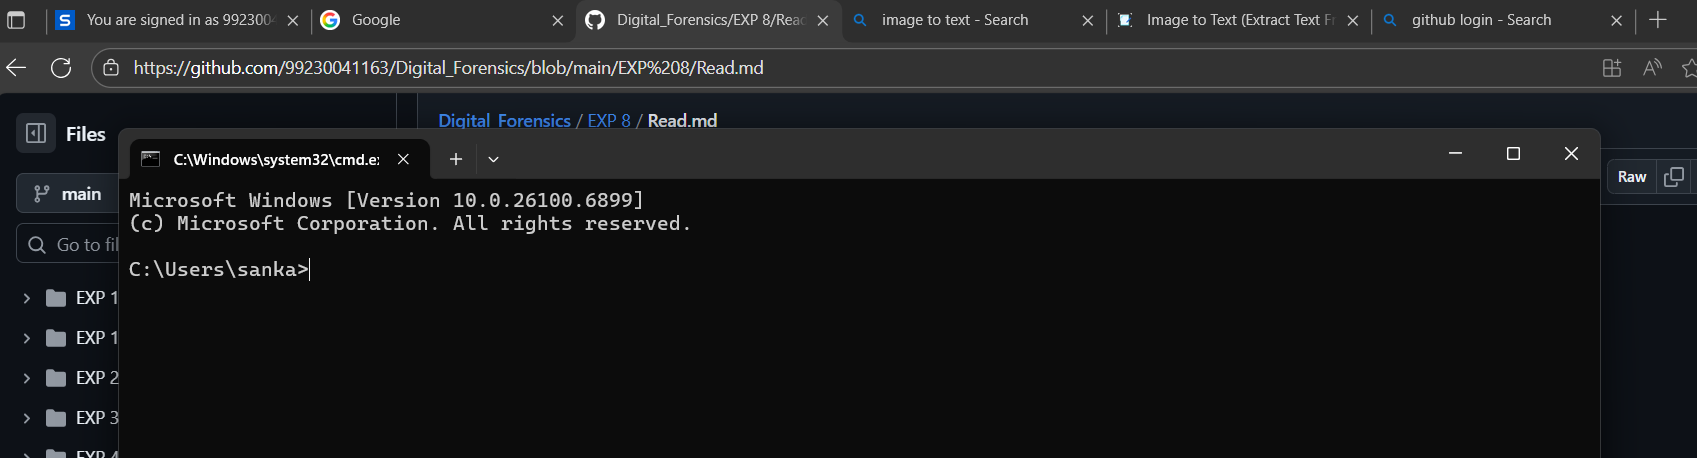 You are signed in as 99230
Google
Digital_Forensics/EXP 8/Read
image to text - Search
Image to Text (Extract Text Fr
github login - Search
https://github.com/99230041163/Digital_Forensics/blob/main/EXP%208/Read.md
Files
Digital_Forensics / EXP 8 / Read.md
C:\Windows\system32\cmd.ex
main
Raw
Microsoft Windows [Version 10.0.26100.6899]
(c) Microsoft Corporation. All rights reserved.
Go to fil
C:\Users\sanka>
EXP 1
EXP 1
EXP 2
EXP 3
EXP 4